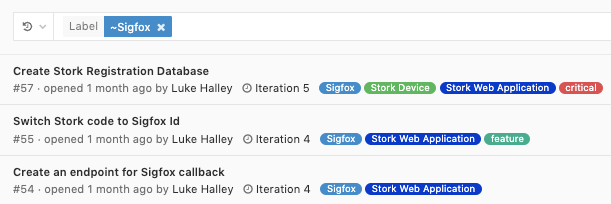 Label ~Sigfox ×
Create Stork Registration Database
#57 · opened 1 month ago by Luke Halley Iteration 5 Sigfox Stork Device Stork Web Application critical
Switch Stork code to Sigfox Id
#55 · opened 1 month ago by Luke Halley Iteration 4 Sigfox Stork Web Application feature
Create an endpoint for Sigfox callback
#54 · opened 1 month ago by Luke Halley Iteration 4 Sigfox Stork Web Application